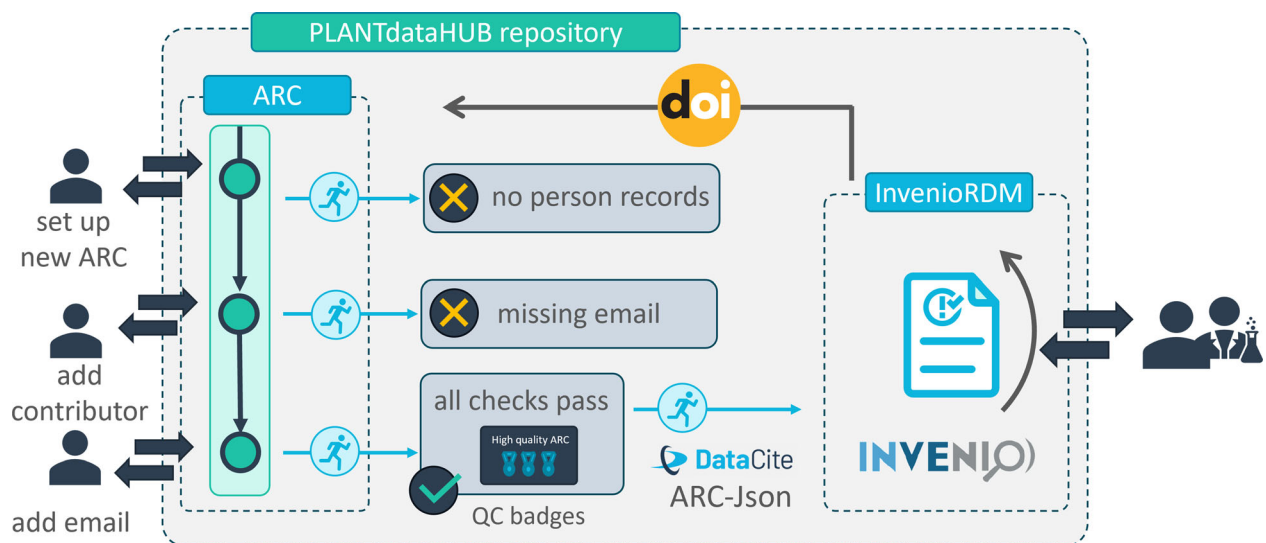 PLANTdataHUB repository
ARC
doi
set up
new ARC
no person records
InvenioRDM
add
contributor
missing email
add email
all checks pass
High quality ARC
QC badges
DataCite
ARC-Json
INVENIO